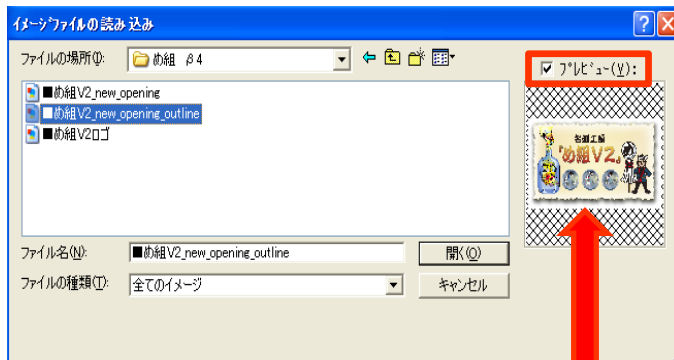 イメージファイルの読み込み
ファイルの場所(I):
め組 β4
プレビュー(V):
■め組V2_new_opening
■め組V2_new_opening_outline
■め組V2ロゴ
『め組V2』
ファイル名(N):
■め組V2_new_opening_outline
開く(O)
ファイルの種類(T):
全てのイメージ
キャンセル